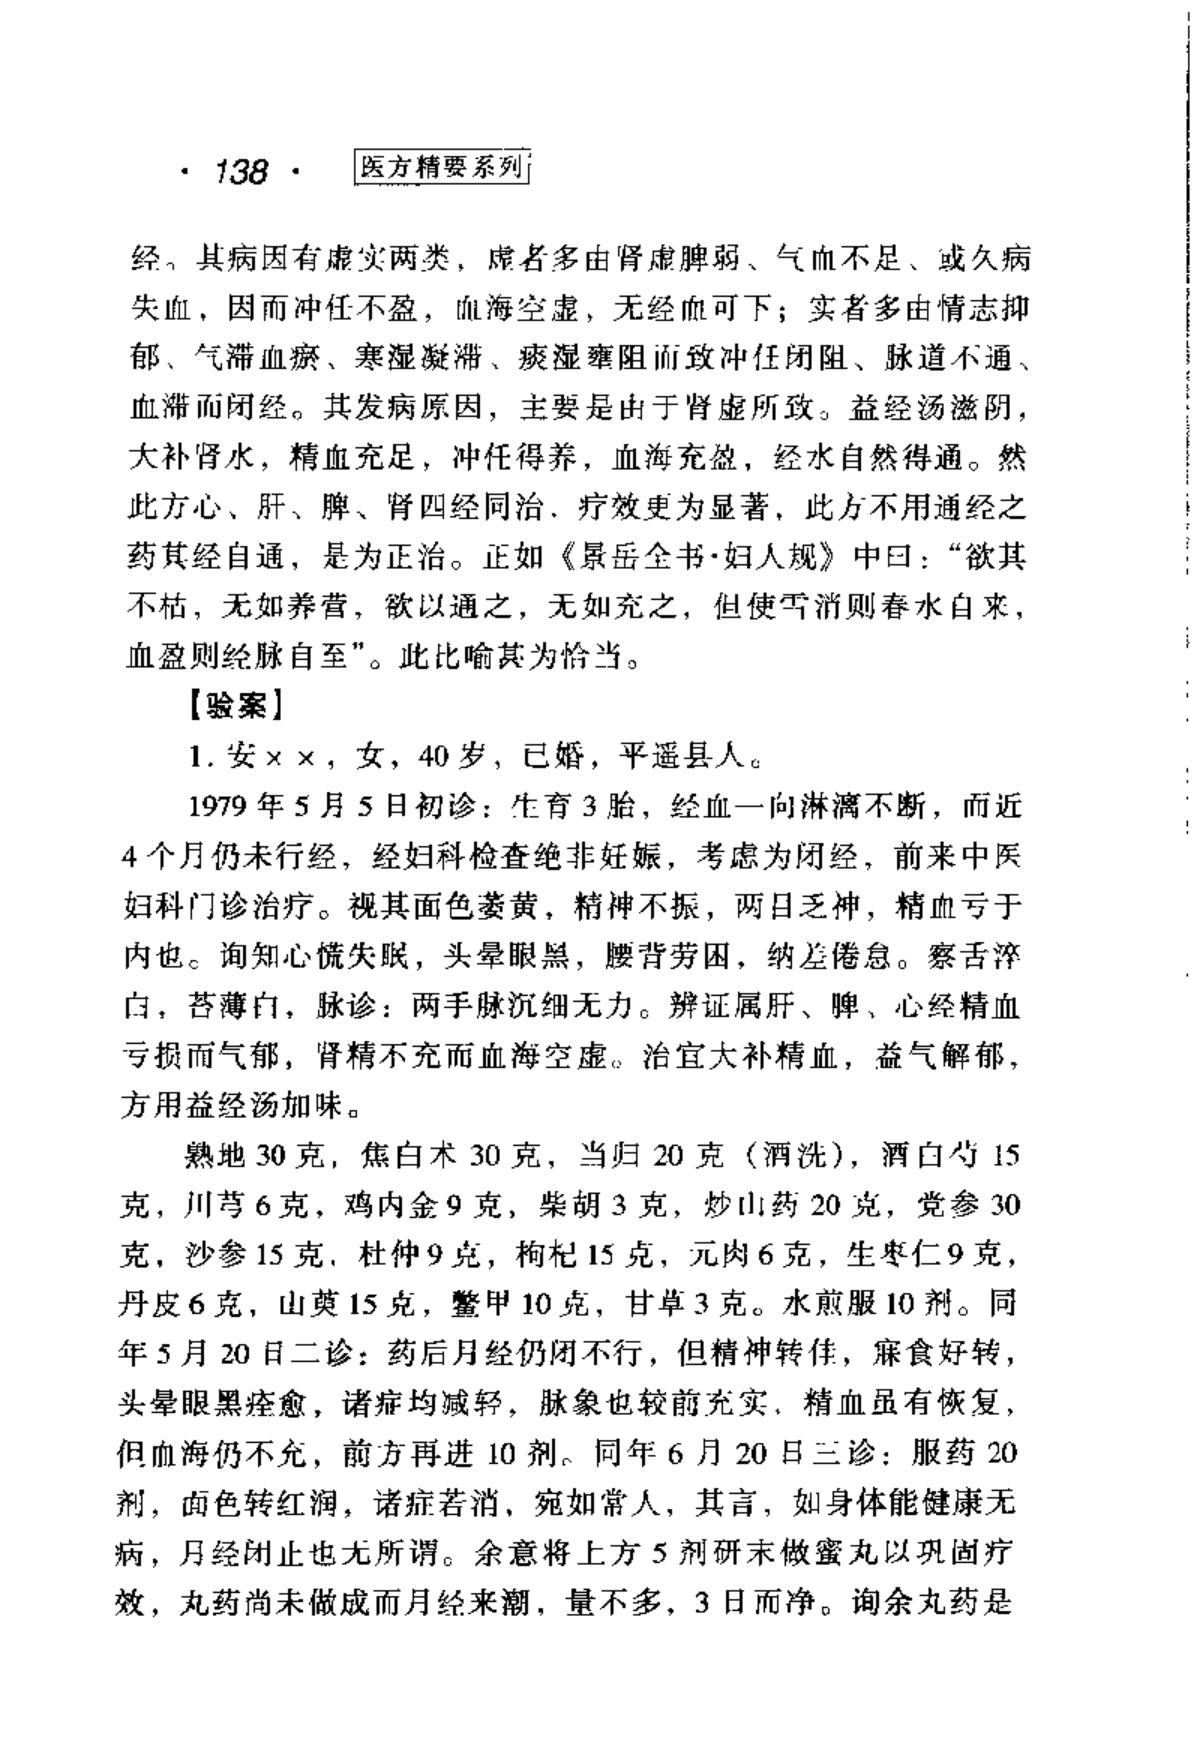 · 138 · 医方精要系列
经。其病因有虚实两类，虚者多由肾虚脾弱、气血不足、或久病
失血，因而冲任不盈，血海空虚，无经血可下；实者多由情志抑
郁、气滞血瘀、寒湿凝滞、痰湿壅阻而致冲任闭阻、脉道不通、
血滞而闭经。其发病原因，主要是由于肾虚所致。益经汤滋阴，
大补肾水，精血充足，冲任得养，血海充盈，经水自然得通。然
此方心、肝、脾、肾四经同治．疗效更为显著，此方不用通经之
药其经自通，是为正治。正如《景岳全书·妇人规》中曰：“欲其
不枯，无如养营，欲以通之，无如充之，但使雪消则春水自来，
血盈则经脉自至”。此比喻甚为恰当。
【验案】
1. 安××，女，40岁，已婚，平遥县人。
1979年5月5日初诊：生育3胎，经血一向淋漓不断，而近
4个月仍未行经，经妇科检查绝非妊娠，考虑为闭经，前来中医
妇科门诊治疗。视其面色萎黄，精神不振，两目乏神，精血亏于
内也。询知心慌失眠，头晕眼黑，腰背劳困，纳差倦怠。察舌淬
白，苔薄白，脉诊：两手脉沉细无力。辨证属肝、脾、心经精血
亏损而气郁，肾精不充而血海空虚。治宜大补精血，益气解郁，
方用益经汤加味。
熟地30克，焦白术30克，当归20克（酒洗），酒白芍15
克，川芎6克，鸡内金9克，柴胡3克，炒山药20克，党参30
克，沙参15克，杜仲9克，枸杞15克，元肉6克，生枣仁9克，
丹皮6克，山萸15克，鳖甲10克，甘草3克。水煎服10剂。同
年5月20日二诊：药后月经仍闭不行，但精神转佳，寐食好转，
头晕眼黑痊愈，诸症均减轻，脉象也较前充实．精血虽有恢复，
但血海仍不充，前方再进10剂。同年6月20日三诊：服药20
剂，面色转红润，诸症若消，宛如常人，其言，如身体能健康无
病，月经闭止也无所谓。余意将上方5剂研末做蜜丸以巩固疗
效，丸药尚未做成而月经来潮，量不多，3日而净。询余丸药是